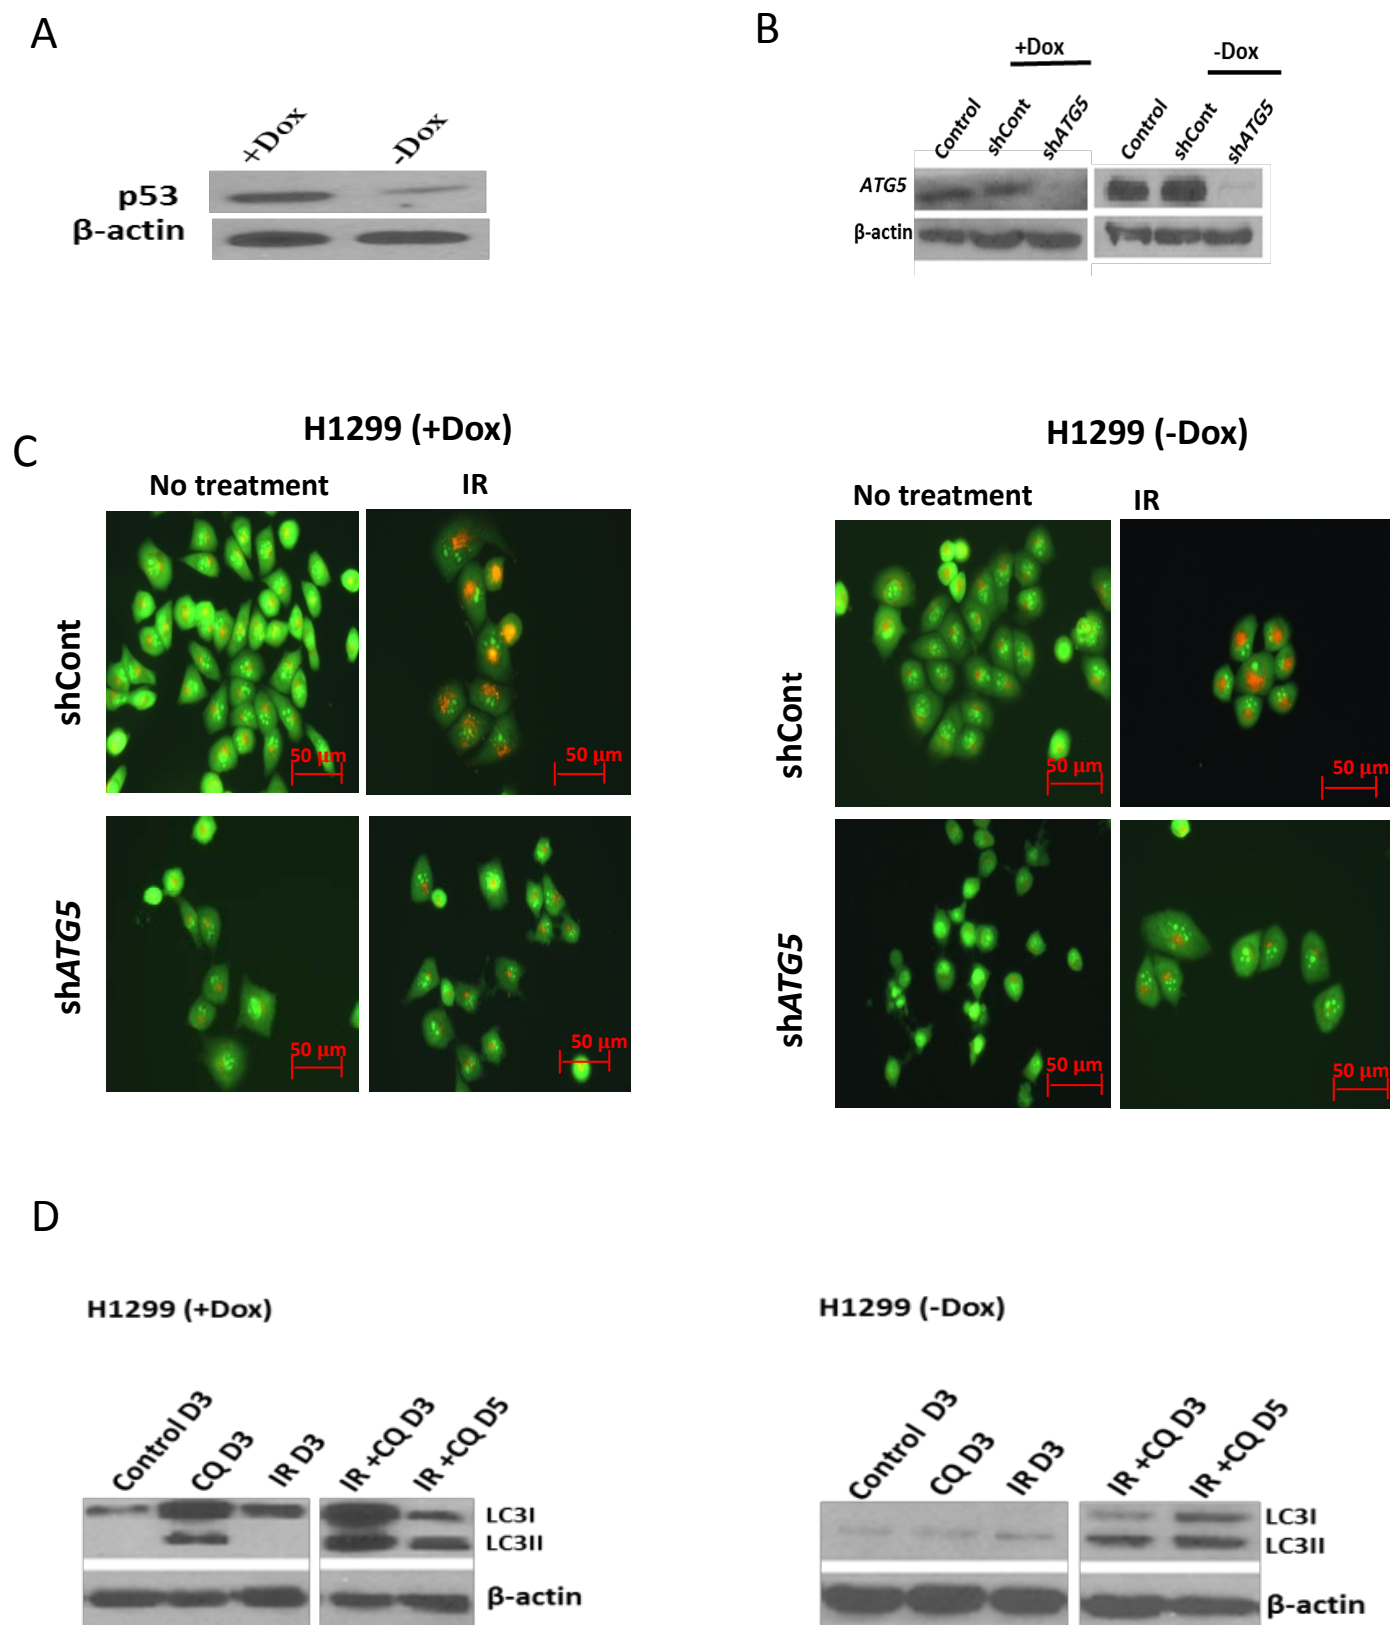 A
+Dox
-Dox
p53
β-actin
B
+Dox
-Dox
Control
shCont
shATG5
Control
shCont
shATG5
ATG5
β-actin
C
H1299 (+Dox)
H1299 (-Dox)
No treatment
IR
No treatment
IR
shCont
50 µm
50 µm
shCont
50 µm
50 µm
shATG5
50 µm
50 µm
shATG5
50 µm
50 µm
D
H1299 (+Dox)
H1299 (-Dox)
Control D3
CQ D3
IR D3
IR +CQ D3
IR +CQ D5
LC3I
LC3II
β-actin
Control D3
CQ D3
IR D3
IR +CQ D3
IR +CQ D5
LC3I
LC3II
β-actin